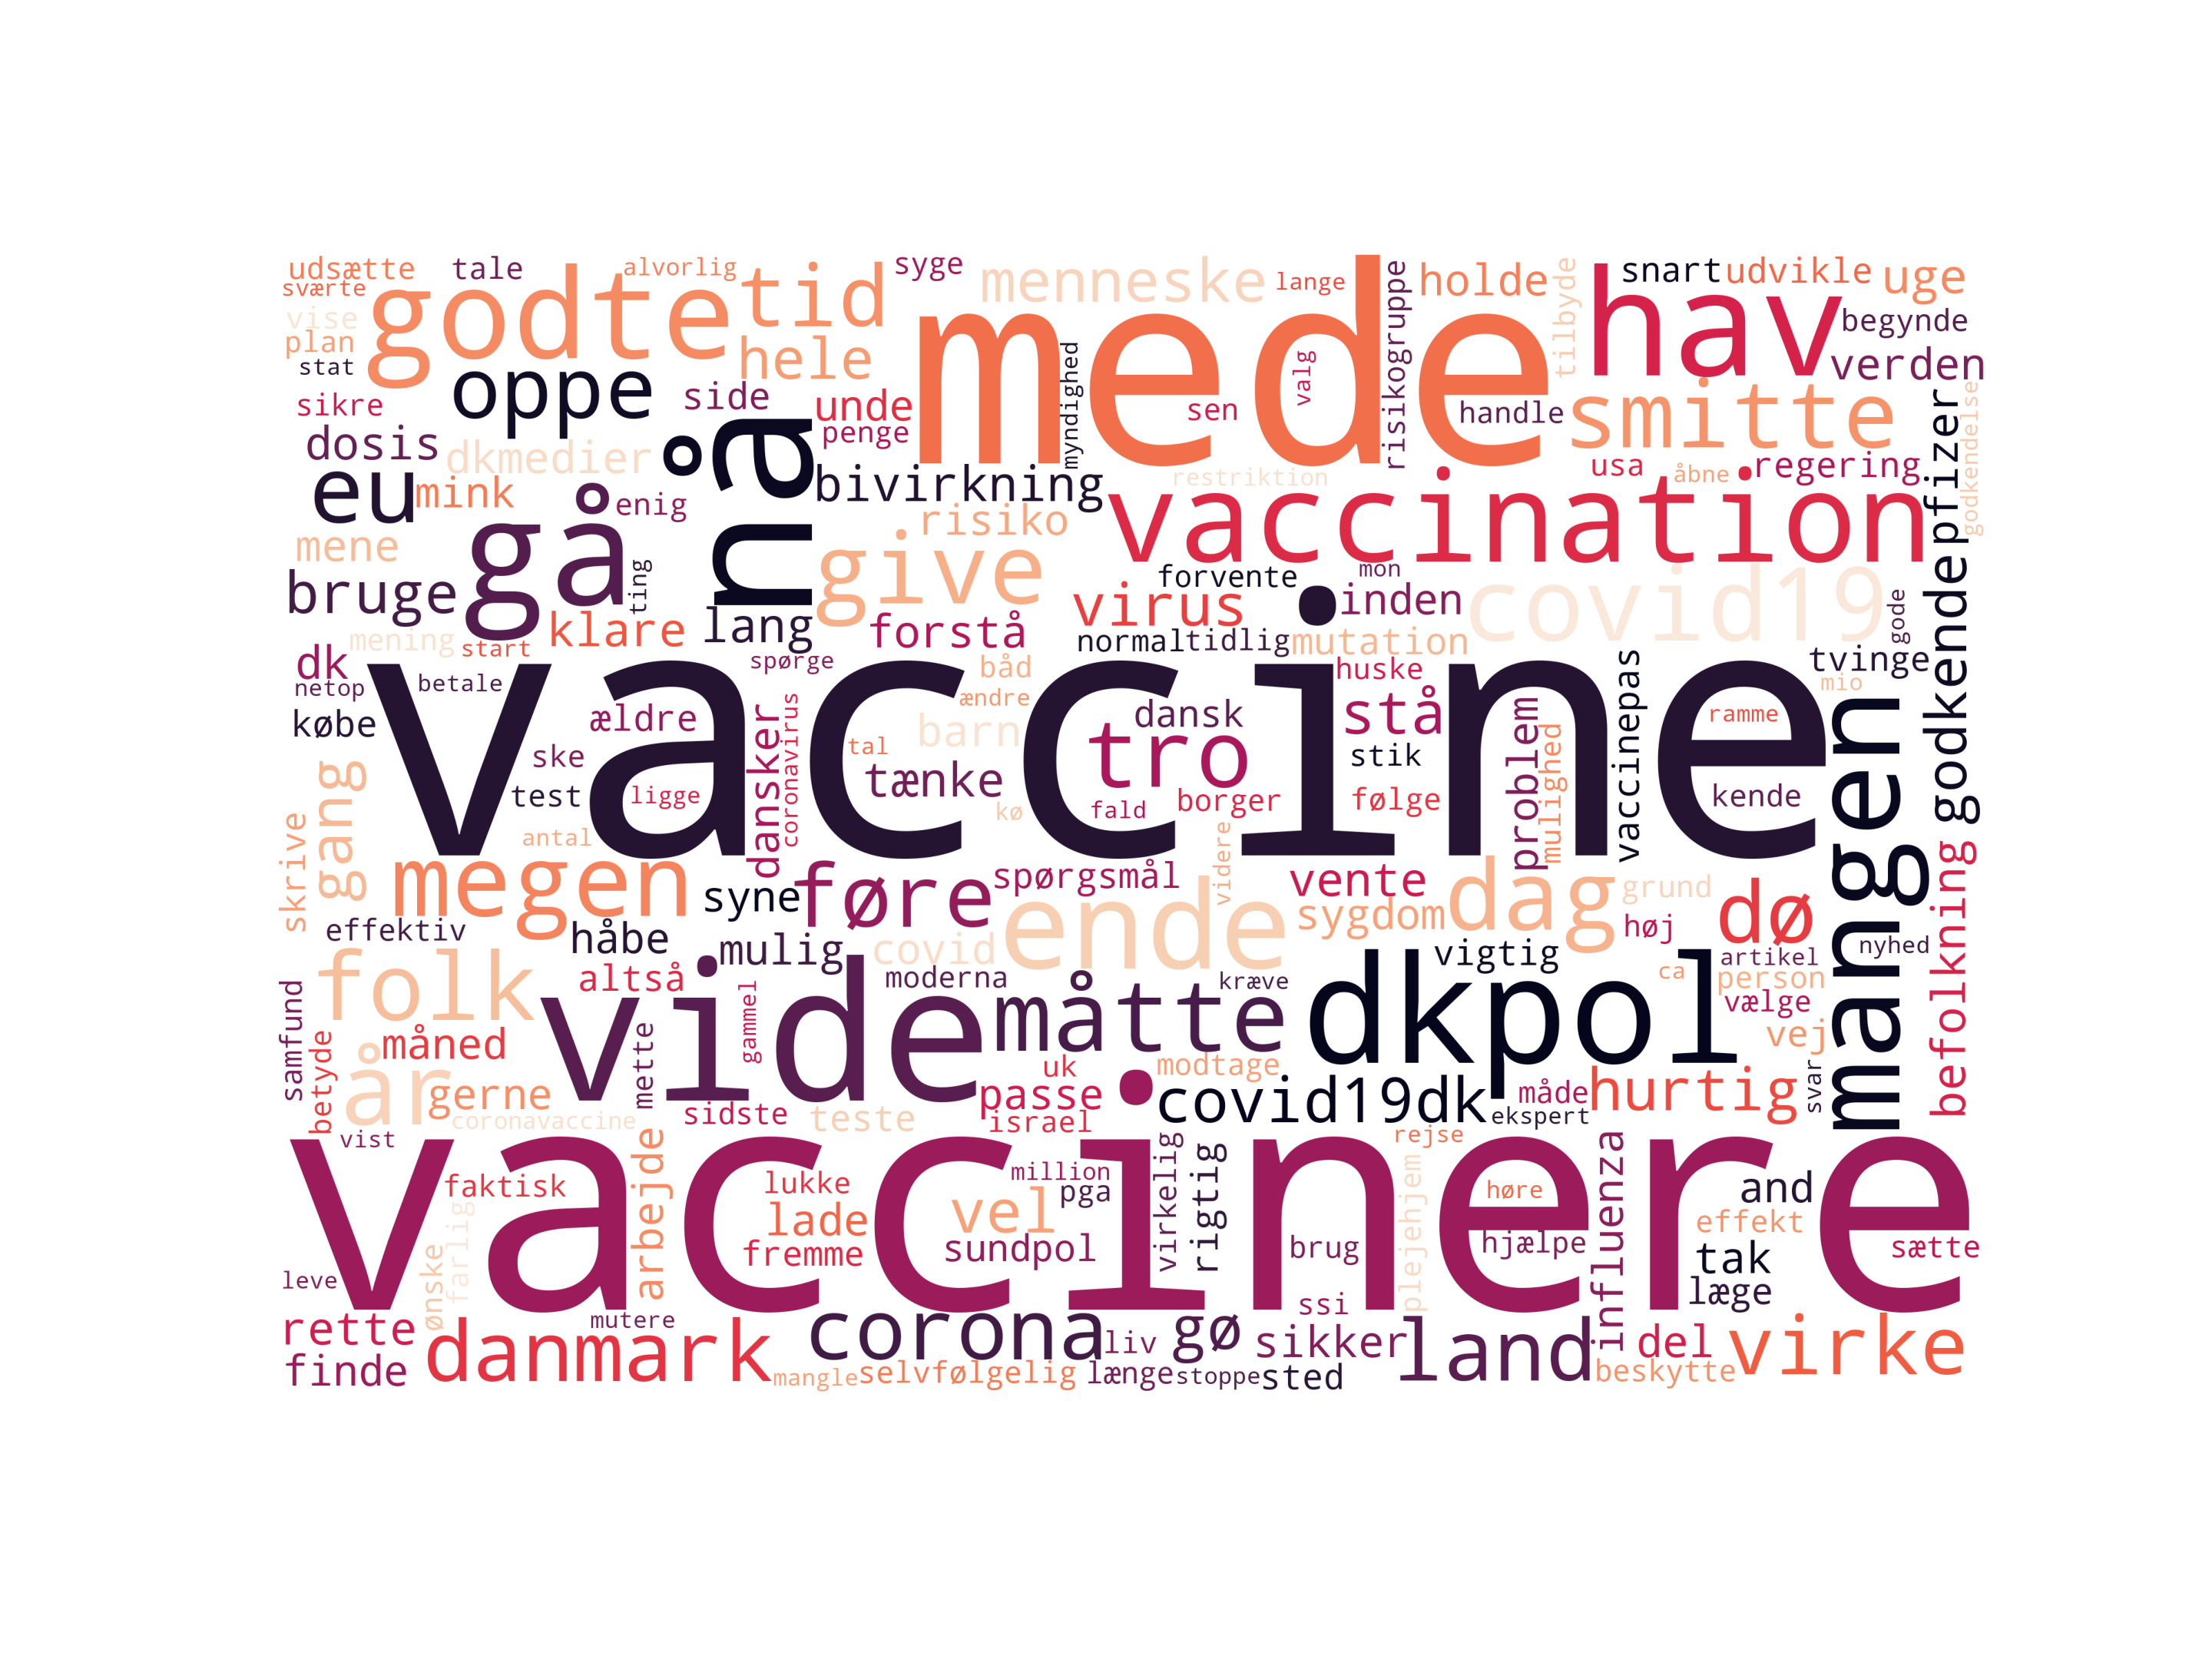 udsætte
tale
alvorlig
syge
menneske
lange
holde
snart
udvikle
uge
sværte
godte
tid
mede
risikogruppe
tilbyde
hav
vise
plan
stat
hele
myndighed
valg
begynde
verden
oppe
sikre
side
unde
penge
sen
handle
smitte
godkendelse
dosis
dkmedier
nå
pfizer
eu
mink
enig
bivirkning
restriktion
usa
åbne
regering
gå
risiko
vaccination
mene
give
ting
forvente
mon
covid19
bruge
virus
inden
gode
klare
lang
forstå
normal
tidlig
mutation
mening
start
dk
spørge
båd
huske
tvinge
netop
betale
ændre
mio
godkende
vaccine
købe
ældre
dansker
coronavirus
barn
dansk
stå
problem
mulighed
vaccinepas
ramme
ske
tal
tro
stik
gang
test
ligge
tænke
kø
fald
borger
følge
kende
mangen
skrive
antal
megen
syne
føre
spørgsmål
videre
vente
dag
grund
befolkning
effektiv
håbe
mulig
covid
ende
sygdom
høj
dø
folk
altså
moderna
kræve
vigtig
ca
artikel
nyhed
person
vide
gammel
måtte
dkpol
vælge
samfund
måned
mette
uk
modtage
vej
betyde
år
gerne
passe
covid19dk
måde
hurtig
svar
coronavaccine
sidste
teste
israel
ekspert
vist
rejse
vaccinere
faktisk
arbejde
lukke
million
pga
virkelig
rigtig
plejehjem
høre
influenza
and
ønske
farlig
lade
vel
effekt
fremme
sundpol
brug
hjælpe
tak
sætte
leve
læge
rette
mutere
ssi
danmark
corona
liv
gø
sikker
land
del
virke
finde
mangle
selvfølgelig
længe
stoppe
sted
beskytte